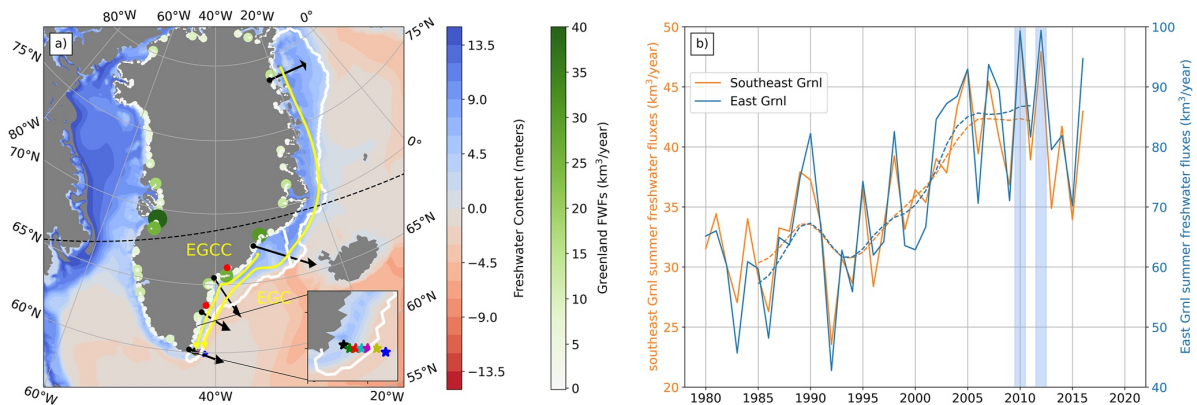 80°W 60°W 40°W 20°W 0°
a)
75°N
80°N
70°N
65°N
60°N
60°W
40°W
20°W
75°N
0°
65°N
60°N
55°N
EGCC
EGC
13.5
9.0
4.5
0.0
−4.5
−9.0
−13.5
Freshwater Content (meters)
40
35
30
25
20
15
10
5
0
Greenland FWFs (km³/year)
b)
Southeast Grnl
East Grnl
50
45
40
35
30
25
20
southeast Grnl summer freshwater fluxes (km³/year)
100
90
80
70
60
50
40
East Grnl summer freshwater fluxes (km³/year)
1980 1985 1990 1995 2000 2005 2010 2015 2020